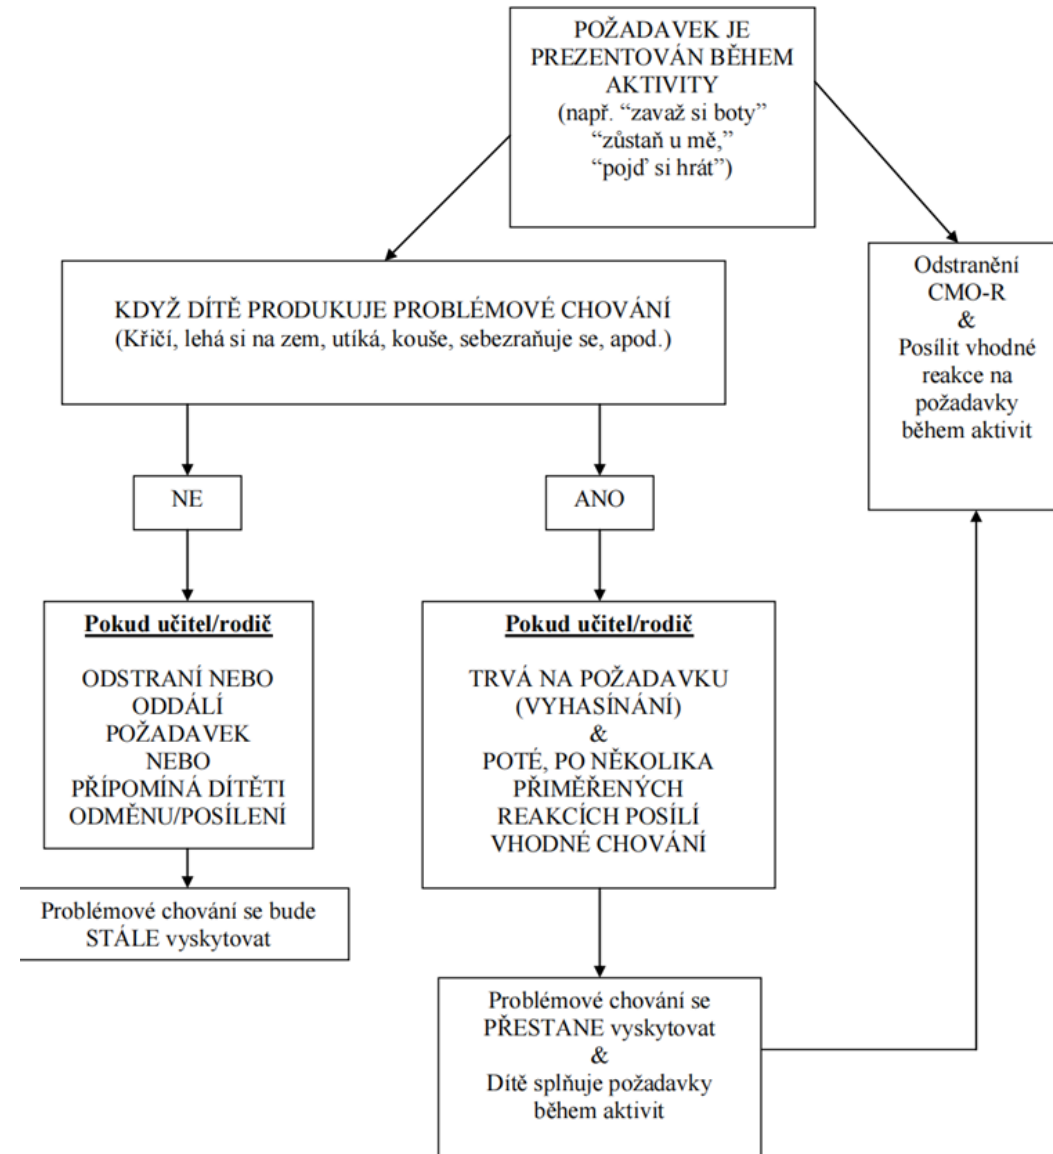 POŽADAVEK JE
PREZENTOVÁN BĚHEM
AKTIVITY
(např. “zavaž si boty”
“zůstaň u mě,”
“pojď si hrát”)
Odstranění
CMO-R
&
Posílit vhodné
reakce na
požadavky
během aktivit
KDYŽ DÍTĚ PRODUKUJE PROBLÉMOVÉ CHOVÁNÍ
(Křičí, lehá si na zem, utíká, kouše, sebezraňuje se, apod.)
NE
ANO
Pokud učitel/rodič
ODSTRANÍ NEBO
ODDÁLÍ
POŽADAVEK
NEBO
PŘÍPOMÍNÁ DÍTĚTI
ODMĚNU/POSÍLENÍ
Pokud učitel/rodič
TRVÁ NA POŽADAVKU
(VYHASÍNÁNÍ)
&
POTÉ, PO NĚKOLIKA
PŘIMĚŘENÝCH
REAKCÍCH POSÍLÍ
VHODNÉ CHOVÁNÍ
Problémové chování se bude
STÁLE vyskytovat
Problémové chování se
PŘESTANE vyskytovat
&
Dítě splňuje požadavky
během aktivit